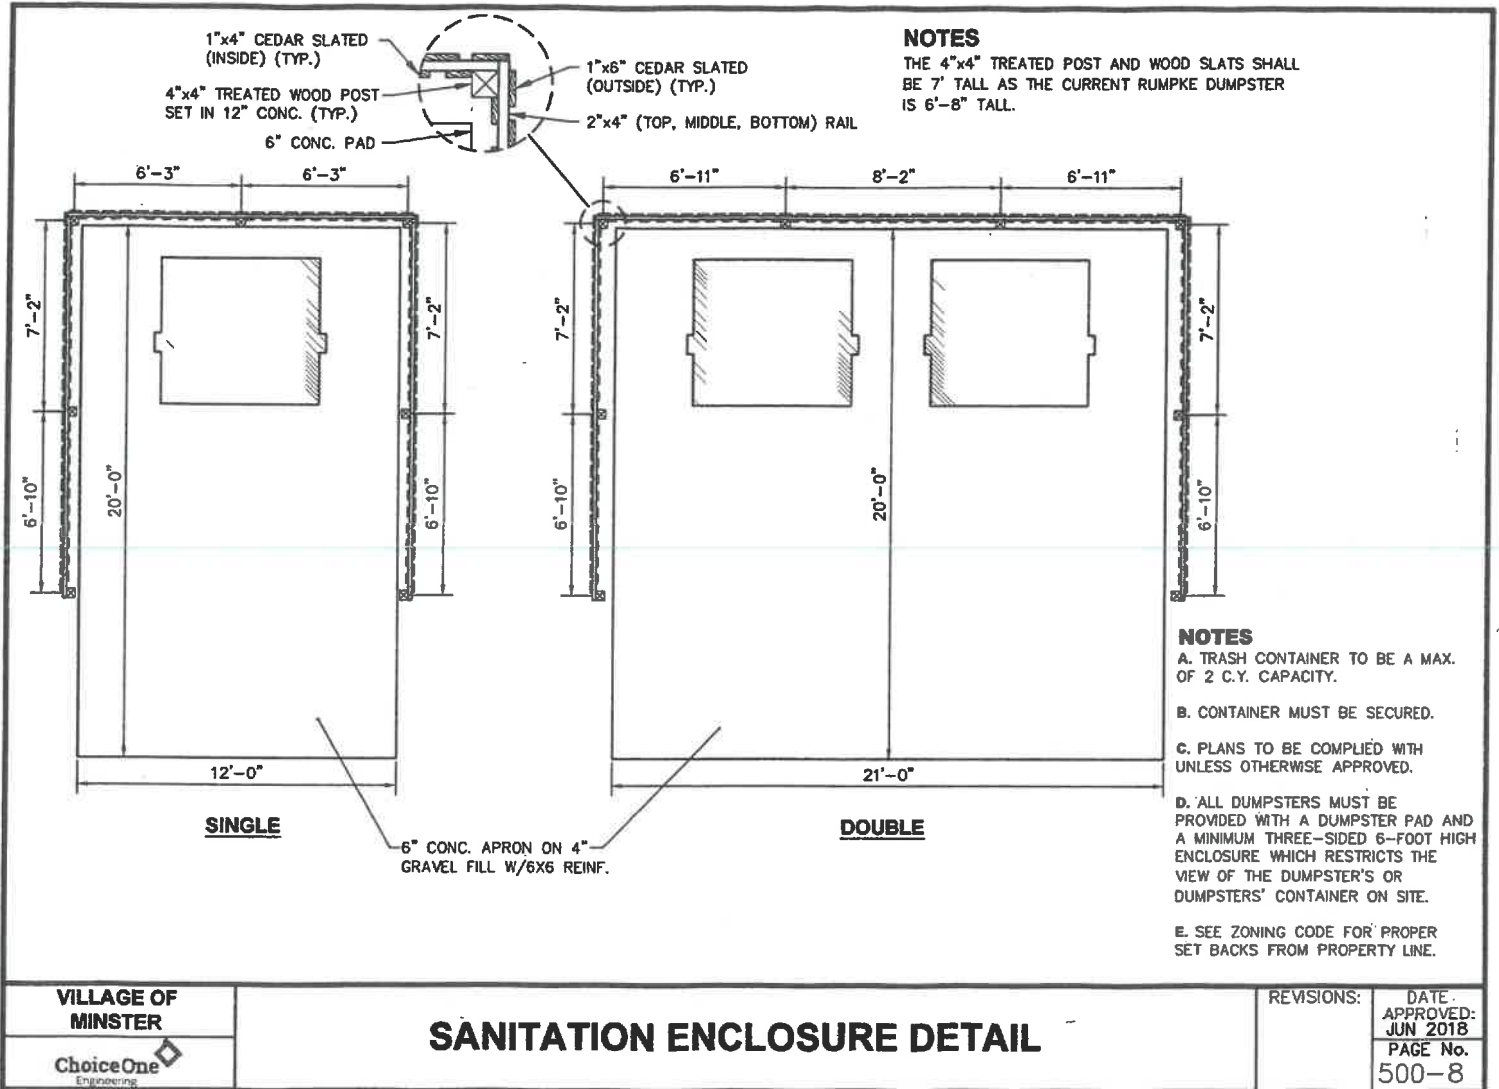 1"x4" CEDAR SLATED
(INSIDE) (TYP.)
4"x4" TREATED WOOD POST
SET IN 12" CONC. (TYP.)
6" CONC. PAD
1"x6" CEDAR SLATED
(OUTSIDE) (TYP.)
2"x4" (TOP, MIDDLE, BOTTOM) RAIL
NOTES
THE 4"x4" TREATED POST AND WOOD SLATS SHALL
BE 7' TALL AS THE CURRENT RUMPKE DUMPSTER
IS 6'-8" TALL.
6'-3"
6'-3"
7'-2"
7'-2"
6'-10"
6'-10"
20'-0"
12'-0"
SINGLE
6'-11"
8'-2"
6'-11"
7'-2"
7'-2"
6'-10"
6'-10"
20'-0"
21'-0"
DOUBLE
6" CONC. APRON ON 4"
GRAVEL FILL W/6X6 REINF.
NOTES
A. TRASH CONTAINER TO BE A MAX.
OF 2 C.Y. CAPACITY.
B. CONTAINER MUST BE SECURED.
C. PLANS TO BE COMPLIED WITH
UNLESS OTHERWISE APPROVED.
D. ALL DUMPSTERS MUST BE
PROVIDED WITH A DUMPSTER PAD AND
A MINIMUM THREE-SIDED 6-FOOT HIGH
ENCLOSURE WHICH RESTRICTS THE
VIEW OF THE DUMPSTER'S OR
DUMPSTERS' CONTAINER ON SITE.
E. SEE ZONING CODE FOR PROPER
SET BACKS FROM PROPERTY LINE.
VILLAGE OF
MINSTER
ChoiceOne
Engineering
SANITATION ENCLOSURE DETAIL
REVISIONS:
DATE
APPROVED:
JUN 2018
PAGE No.
500-8